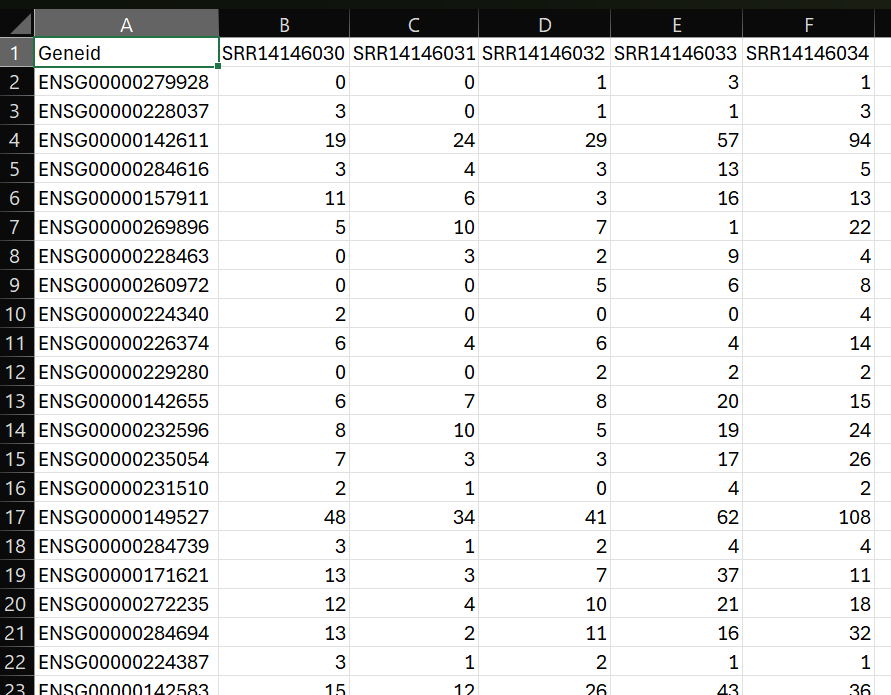 A B C D E F
1 Geneid SRR14146030 SRR14146031 SRR14146032 SRR14146033 SRR14146034
2 ENSG00000279928 0 0 1 3 1
3 ENSG00000228037 3 0 1 1 3
4 ENSG00000142611 19 24 29 57 94
5 ENSG00000284616 3 4 3 13 5
6 ENSG00000157911 11 6 3 16 13
7 ENSG00000269896 5 10 7 1 22
8 ENSG00000228463 0 3 2 9 4
9 ENSG00000260972 0 0 5 6 8
10 ENSG00000224340 2 0 0 0 4
11 ENSG00000226374 6 4 6 4 14
12 ENSG00000229280 0 0 2 2 2
13 ENSG00000142655 6 7 8 20 15
14 ENSG00000232596 8 10 5 19 24
15 ENSG00000235054 7 3 3 17 26
16 ENSG00000231510 2 1 0 4 2
17 ENSG00000149527 48 34 41 62 108
18 ENSG00000284739 3 1 2 4 4
19 ENSG00000171621 13 3 7 37 11
20 ENSG00000272235 12 4 10 21 18
21 ENSG00000284694 13 2 11 16 32
22 ENSG00000224387 3 1 2 1 1
23 ENSG00000142583 15 12 26 43 36